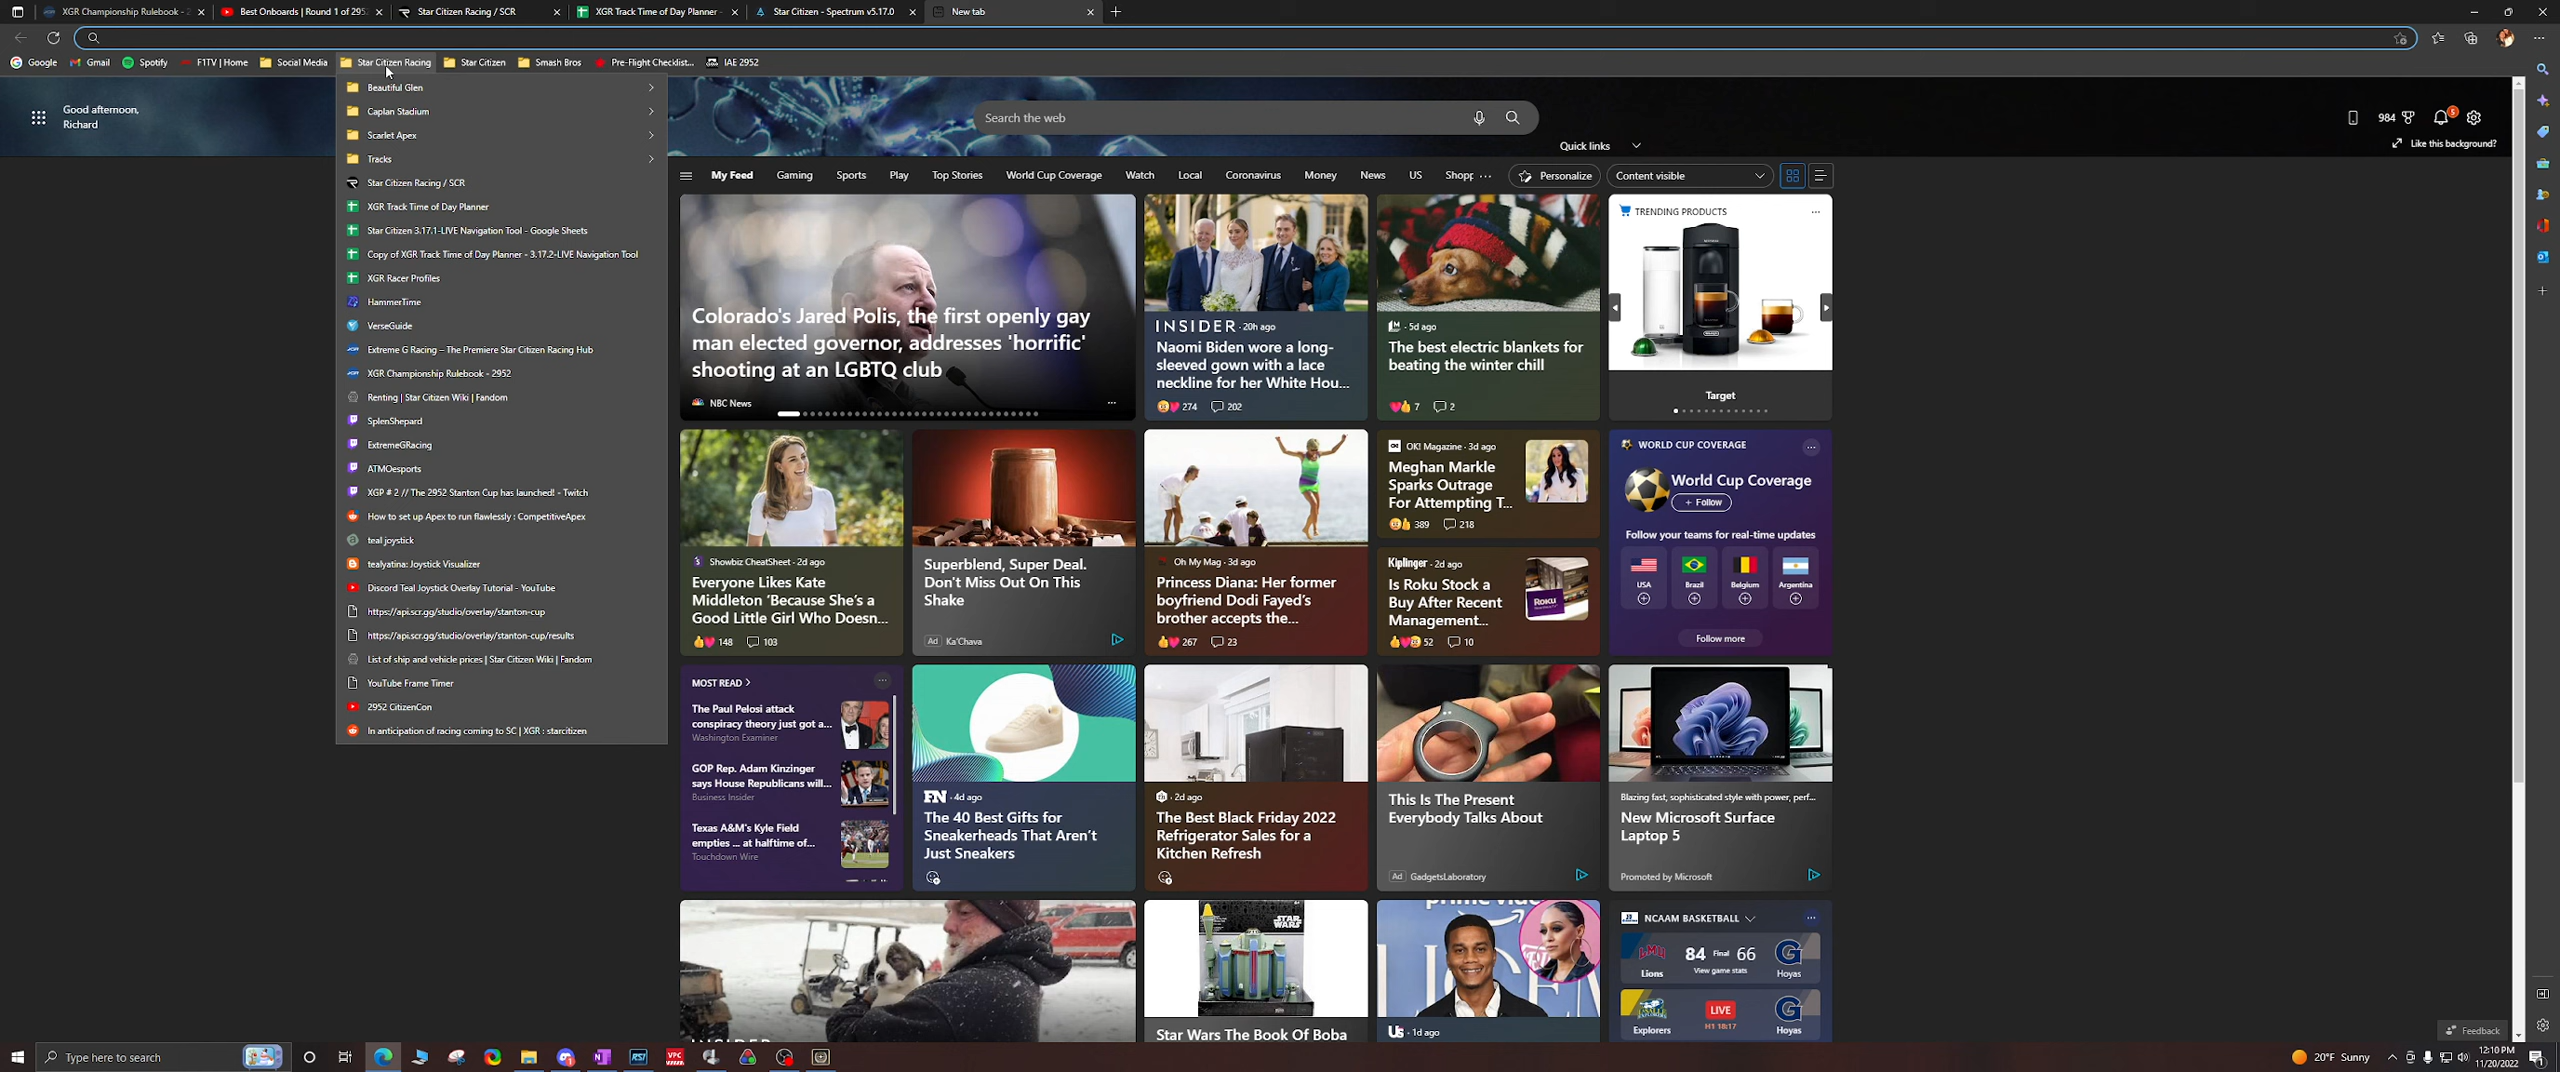 XGR Championship Rulebook - 2
Best Onboards | Round 1 of 295
Star Citizen Racing / SCR
XGR Track Time of Day Planner -
Star Citizen - Spectrum v5.17.0
New tab
Google
Gmail
Spotify
F1TV | Home
Social Media
Star Citizen Racing
Star Citizen
Smash Bros
Pre-Flight Checklist...
IAE 2952
Beautiful Glen
Caplan Stadium
Scarlet Apex
Tracks
Star Citizen Racing / SCR
XGR Track Time of Day Planner
Star Citizen 3.17.1-LIVE Navigation Tool - Google Sheets
Copy of XGR Track Time of Day Planner - 3.17.2-LIVE Navigation Tool
XGR Racer Profiles
HammerTime
VerseGuide
Extreme G Racing – The Premiere Star Citizen Racing Hub
XGR Championship Rulebook - 2952
Renting | Star Citizen Wiki | Fandom
SplenShepard
ExtremeGRacing
ATMOesports
XGP # 2 // The 2952 Stanton Cup has launched! - Twitch
How to set up Apex to run flawlessly : CompetitiveApex
teal joystick
tealyatina: Joystick Visualizer
Discord Teal Joystick Overlay Tutorial - YouTube
https://api.scr.gg/studio/overlay/stanton-cup
https://api.scr.gg/studio/overlay/stanton-cup/results
List of ship and vehicle prices | Star Citizen Wiki | Fandom
YouTube Frame Timer
2952 CitizenCon
In anticipation of racing coming to SC | XGR : starcitizen
Good afternoon,
Richard
Search the web
984
5
Quick links
Like this background?
My Feed
Gaming
Sports
Play
Top Stories
World Cup Coverage
Watch
Local
Coronavirus
Money
News
US
Shopp
Personalize
Content visible
Colorado's Jared Polis, the first openly gay
man elected governor, addresses 'horrific'
shooting at an LGBTQ club
NBC News
INSIDER · 20h ago
Naomi Biden wore a long-
sleeved gown with a lace
neckline for her White Hou...
274
202
5d ago
The best electric blankets for
beating the winter chill
7
2
TRENDING PRODUCTS
Target
Showbiz CheatSheet · 2d ago
Everyone Likes Kate
Middleton 'Because She's a
Good Little Girl Who Doesn...
148
103
Superblend, Super Deal.
Don't Miss Out On This
Shake
Ad Ka'Chava
Oh My Mag · 3d ago
Princess Diana: Her former
boyfriend Dodi Fayed's
brother accepts the...
267
23
OK! Magazine · 3d ago
Meghan Markle
Sparks Outrage
For Attempting T...
389
218
Kiplinger · 2d ago
Is Roku Stock a
Buy After Recent
Management...
52
10
WORLD CUP COVERAGE
World Cup Coverage
+ Follow
Follow your teams for real-time updates
USA
Brazil
Belgium
Argentina
Follow more
MOST READ
The Paul Pelosi attack
conspiracy theory just got a...
Washington Examiner
GOP Rep. Adam Kinzinger
says House Republicans will...
Business Insider
Texas A&M's Kyle Field
empties ... at halftime of...
Touchdown Wire
FN · 4d ago
The 40 Best Gifts for
Sneakerheads That Aren't
Just Sneakers
2d ago
The Best Black Friday 2022
Refrigerator Sales for a
Kitchen Refresh
This Is The Present
Everybody Talks About
Ad GadgetsLaboratory
Blazing fast, sophisticated style with power, perf...
New Microsoft Surface
Laptop 5
Promoted by Microsoft
INSIDER
STAR WARS
Star Wars The Book Of Boba
prime video
Us · 1d ago
NCAAM BASKETBALL
LMU
84 Final 66
View game stats
Lions
Hoyas
LIVE
H1 18:17
Explorers
Hoyas
Feedback
Type here to search
RSI
VPC
20°F Sunny
12:10 PM
11/20/2022